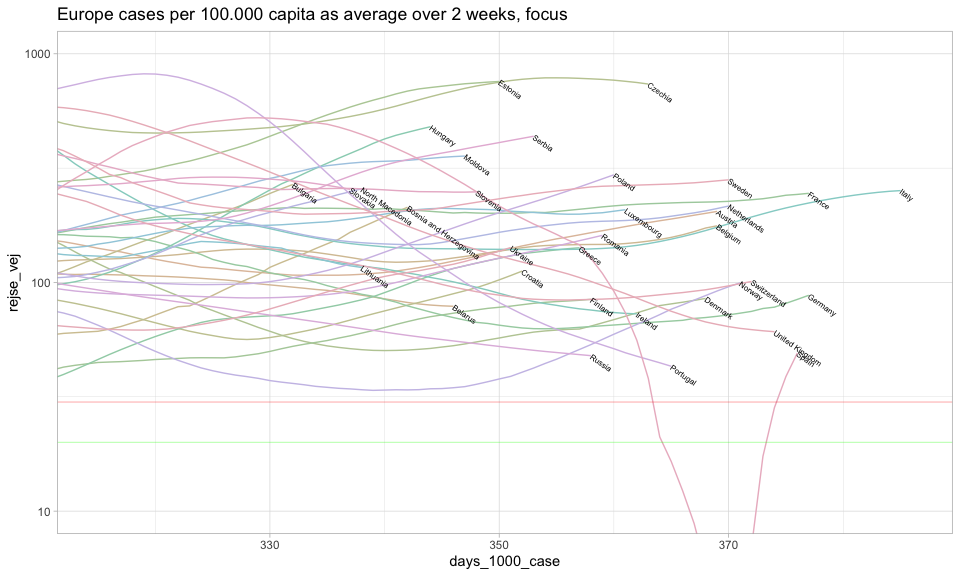 Europe cases per 100.000 capita as average over 2 weeks, focus
1000
Estonia
Czechia
Hungary
Serbia
Moldova
Poland
Sweden
Bulgaria
Slovakia
North Macedonia
Slovenia
France
Italy
Bosnia and Herzegovina
Luxembourg
Netherlands
Austria
Belgium
Romania
Ukraine
Greece
Lithuania
Croatia
100
Switzerland
Norway
Germany
Finland
Denmark
Belarus
Ireland
United Kingdom
Spain
Russia
Portugal
10
rejse_vej
330
350
370
days_1000_case